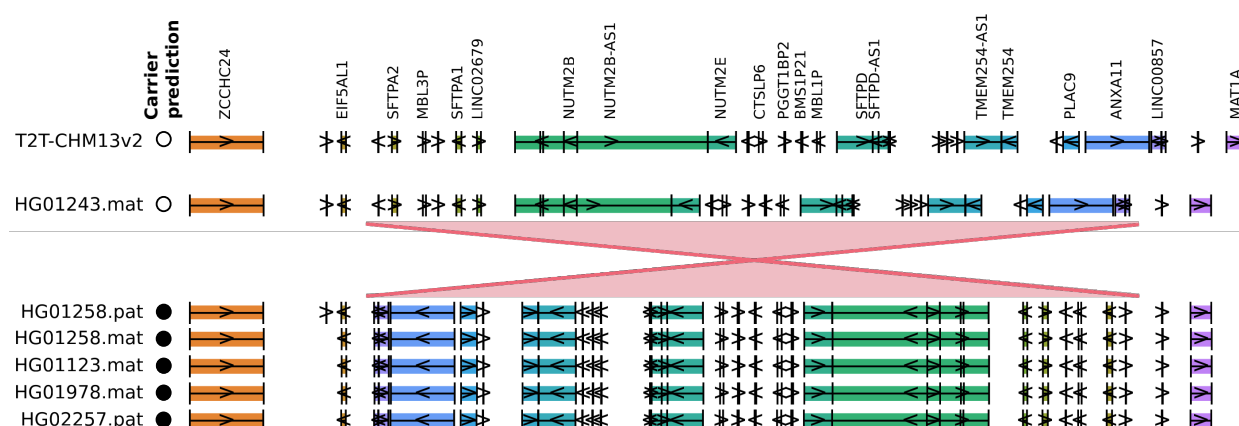 Carrier
prediction
ZCCHC24
EIF5AL1
SFTPA2
MBL3P
SFTPA1
LINC02679
NUTM2B
NUTM2B-AS1
NUTM2E
CTSLP6
PGGT1BP2
BMS1P21
MBL1P
SFTPD
SFTPD-AS1
TMEM254-AS1
TMEM254
PLAC9
ANXA11
LINC00857
MAT1A
T2T-CHM13v2
HG01243.mat
HG01258.pat
HG01258.mat
HG01123.mat
HG01978.mat
HG02257.pat